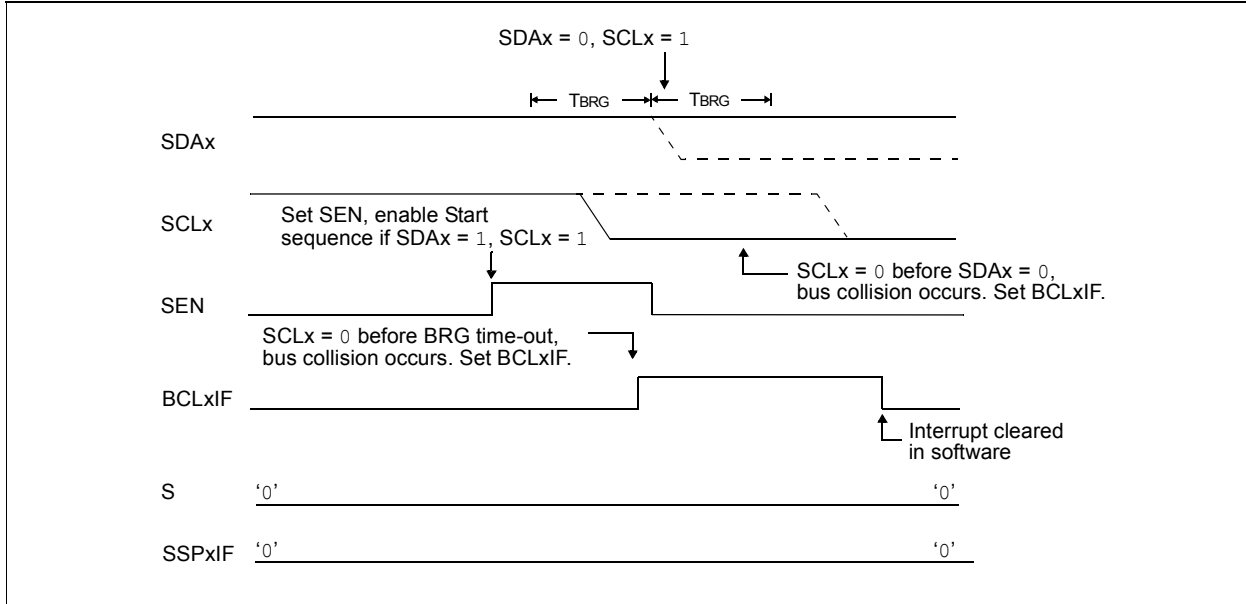 SDAx = 0, SCLx = 1
TBRG TBRG
SDAx
SCLx
Set SEN, enable Start
sequence if SDAx = 1, SCLx = 1
SCLx = 0 before SDAx = 0,
bus collision occurs. Set BCLxIF.
SEN
SCLx = 0 before BRG time-out,
bus collision occurs. Set BCLxIF.
BCLxIF
Interrupt cleared
in software
S ‘0’ ‘0’
SSPxIF ‘0’ ‘0’